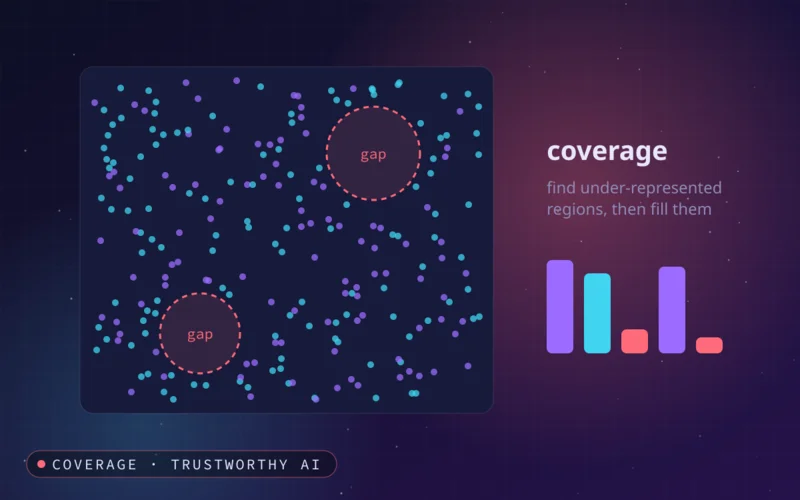 gap
coverage
find under-represented
regions, then fill them
gap
COVERAGE · TRUSTWORTHY AI